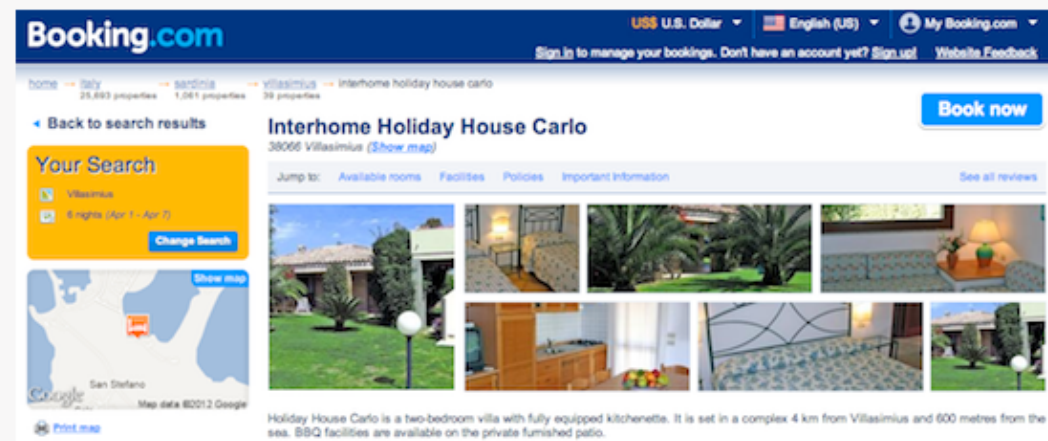 Booking.com
US$ U.S. Dollar
English (US)
My Booking.com
Sign in to manage your bookings. Don't have an account yet? Sign up!
Website Feedback
home → italy → sardinia → villasimius → interhome holiday house carlo
25,693 properties 1,061 properties 39 properties
Back to search results
Book now
Interhome Holiday House Carlo
38066 Villasimius (Show map)
Your Search
Villasimius
6 nights (Apr 1 - Apr 7)
Change Search
Jump to: Available rooms Facilities Policies Important Information
See all reviews
Show map
San Stefano
Google
Map data ©2012 Google
Print map
Holiday House Carlo is a two-bedroom villa with fully equipped kitchenette. It is set in a complex 4 km from Villasimius and 600 metres from the
sea. BBQ facilities are available on the private furnished patio.